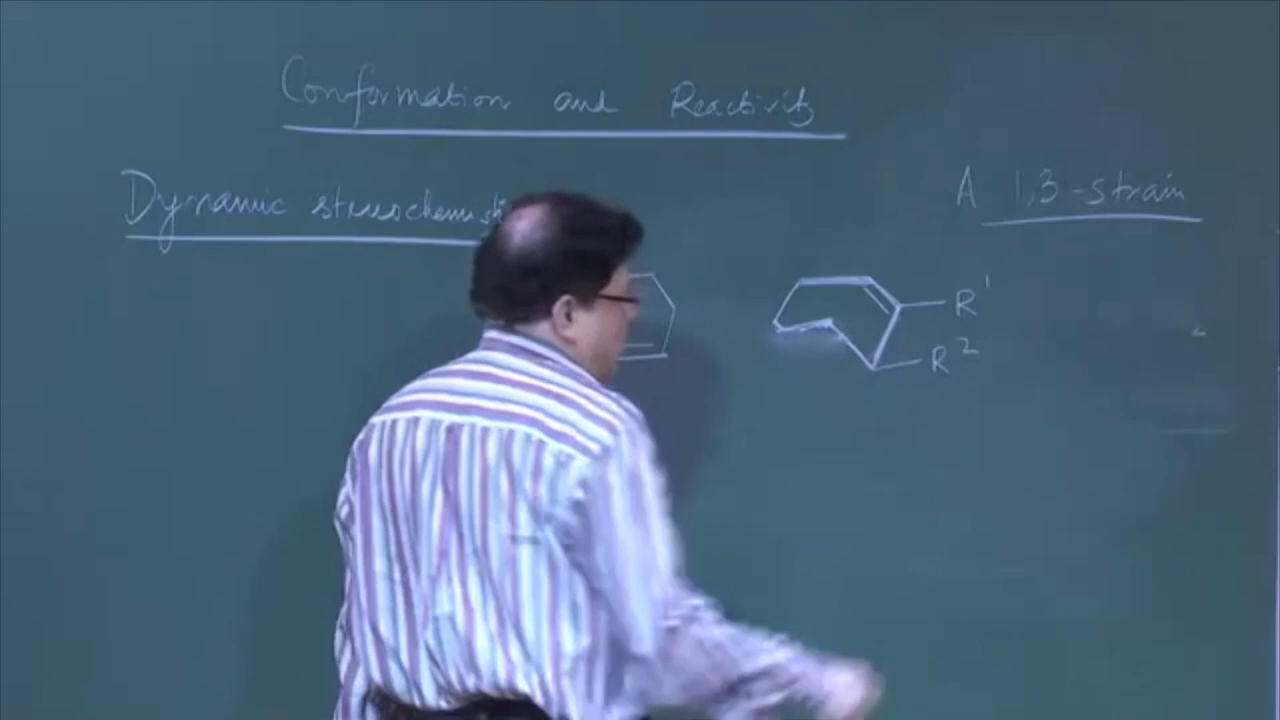 Conformation and Reactivity
Dynamic
A 1,3-strain
R¹
R²